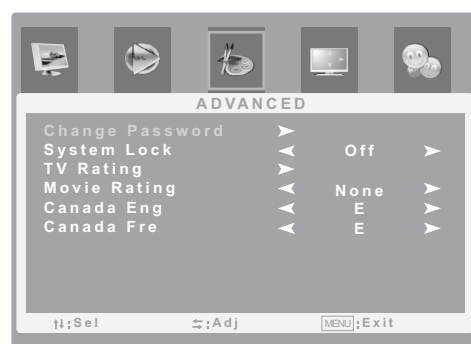 ADVANCED
Change Password
System Lock Off
TV Rating
Movie Rating None
Canada Eng E
Canada Fre E
:Sel :Adj MENU :Exit